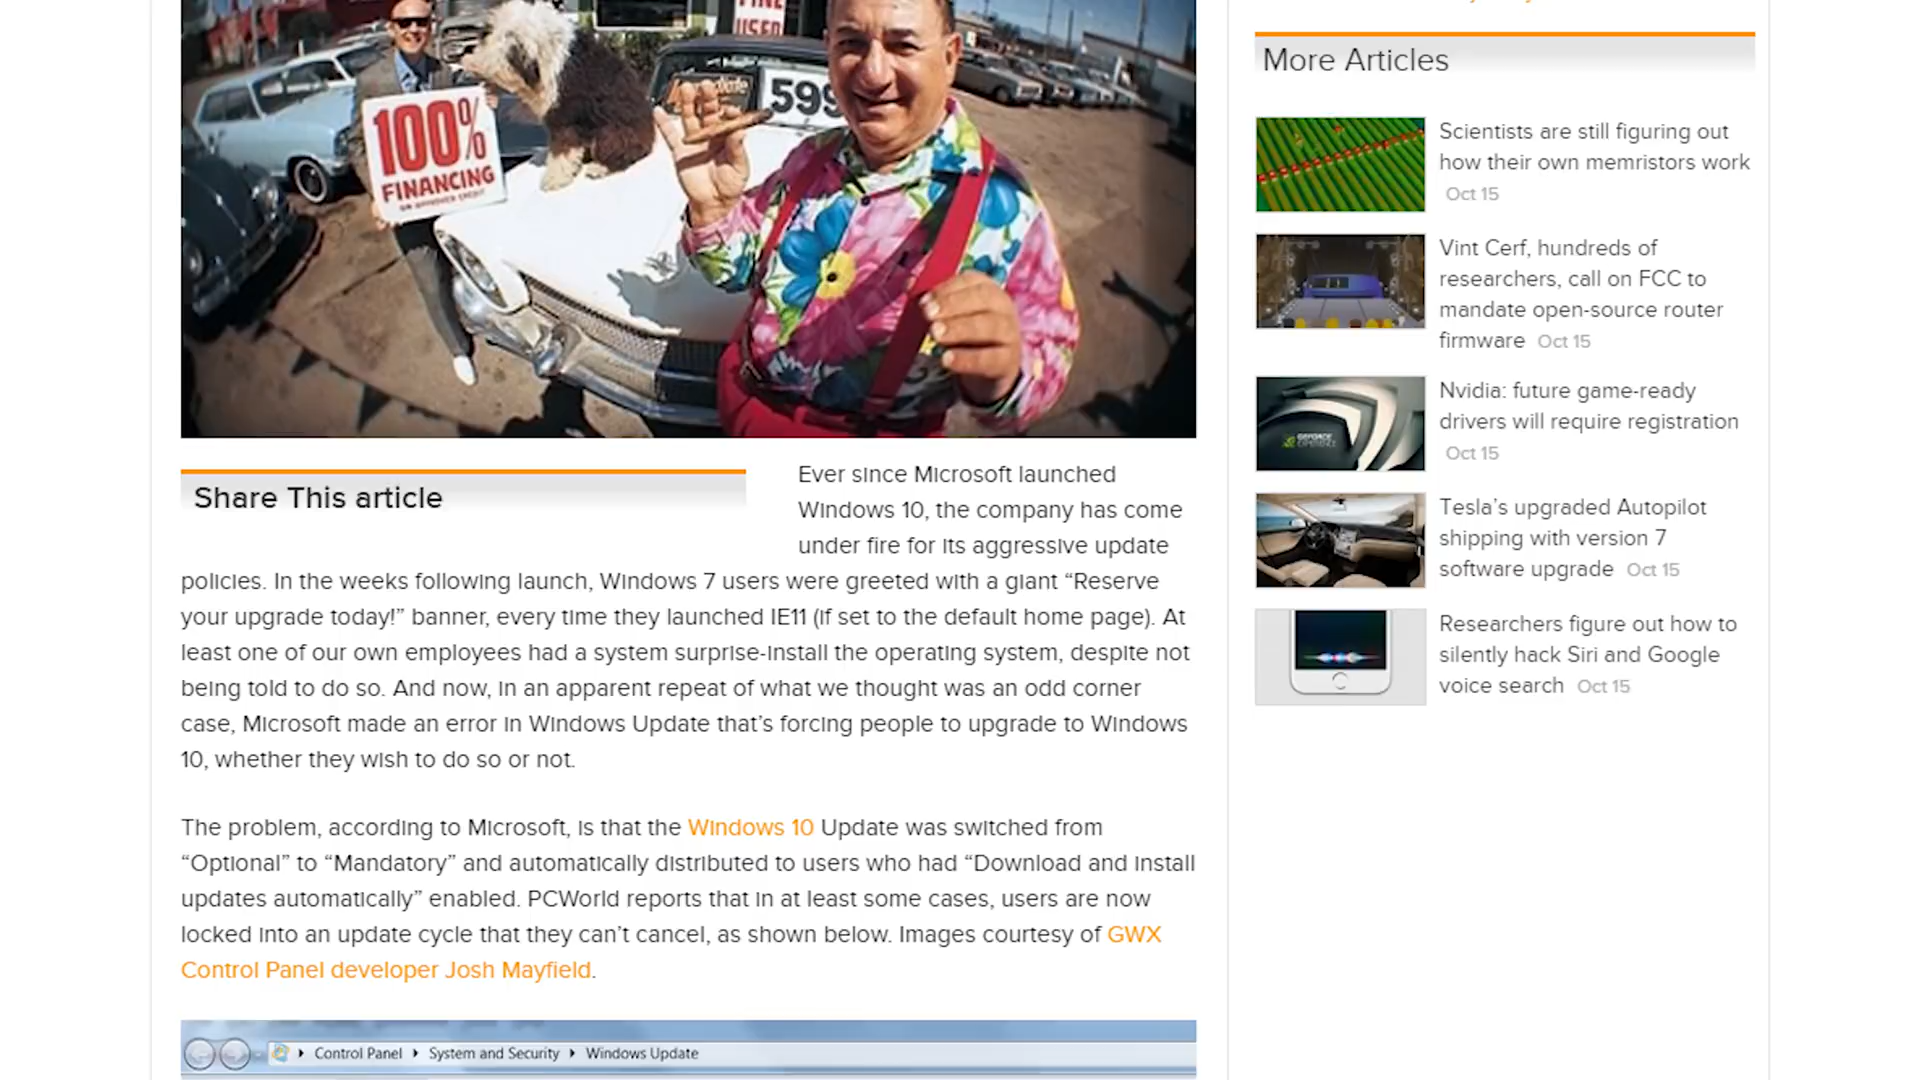 FINE
USED
599
100%
FINANCING
ON APPROVED CREDIT
Share This article
Ever since Microsoft launched
Windows 10, the company has come
under fire for its aggressive update
policies. In the weeks following launch, Windows 7 users were greeted with a giant “Reserve
your upgrade today!” banner, every time they launched IE11 (if set to the default home page). At
least one of our own employees had a system surprise-install the operating system, despite not
being told to do so. And now, in an apparent repeat of what we thought was an odd corner
case, Microsoft made an error in Windows Update that’s forcing people to upgrade to Windows
10, whether they wish to do so or not.
The problem, according to Microsoft, is that the Windows 10 Update was switched from
“Optional” to “Mandatory” and automatically distributed to users who had “Download and install
updates automatically” enabled. PCWorld reports that in at least some cases, users are now
locked into an update cycle that they can’t cancel, as shown below. Images courtesy of GWX
Control Panel developer Josh Mayfield.
Control Panel
System and Security
Windows Update
More Articles
Scientists are still figuring out
how their own memristors work
Oct 15
Vint Cerf, hundreds of
researchers, call on FCC to
mandate open-source router
firmware Oct 15
Nvidia: future game-ready
drivers will require registration
Oct 15
GEFORCE
EXPERIENCE
Tesla’s upgraded Autopilot
shipping with version 7
software upgrade Oct 15
Researchers figure out how to
silently hack Siri and Google
voice search Oct 15